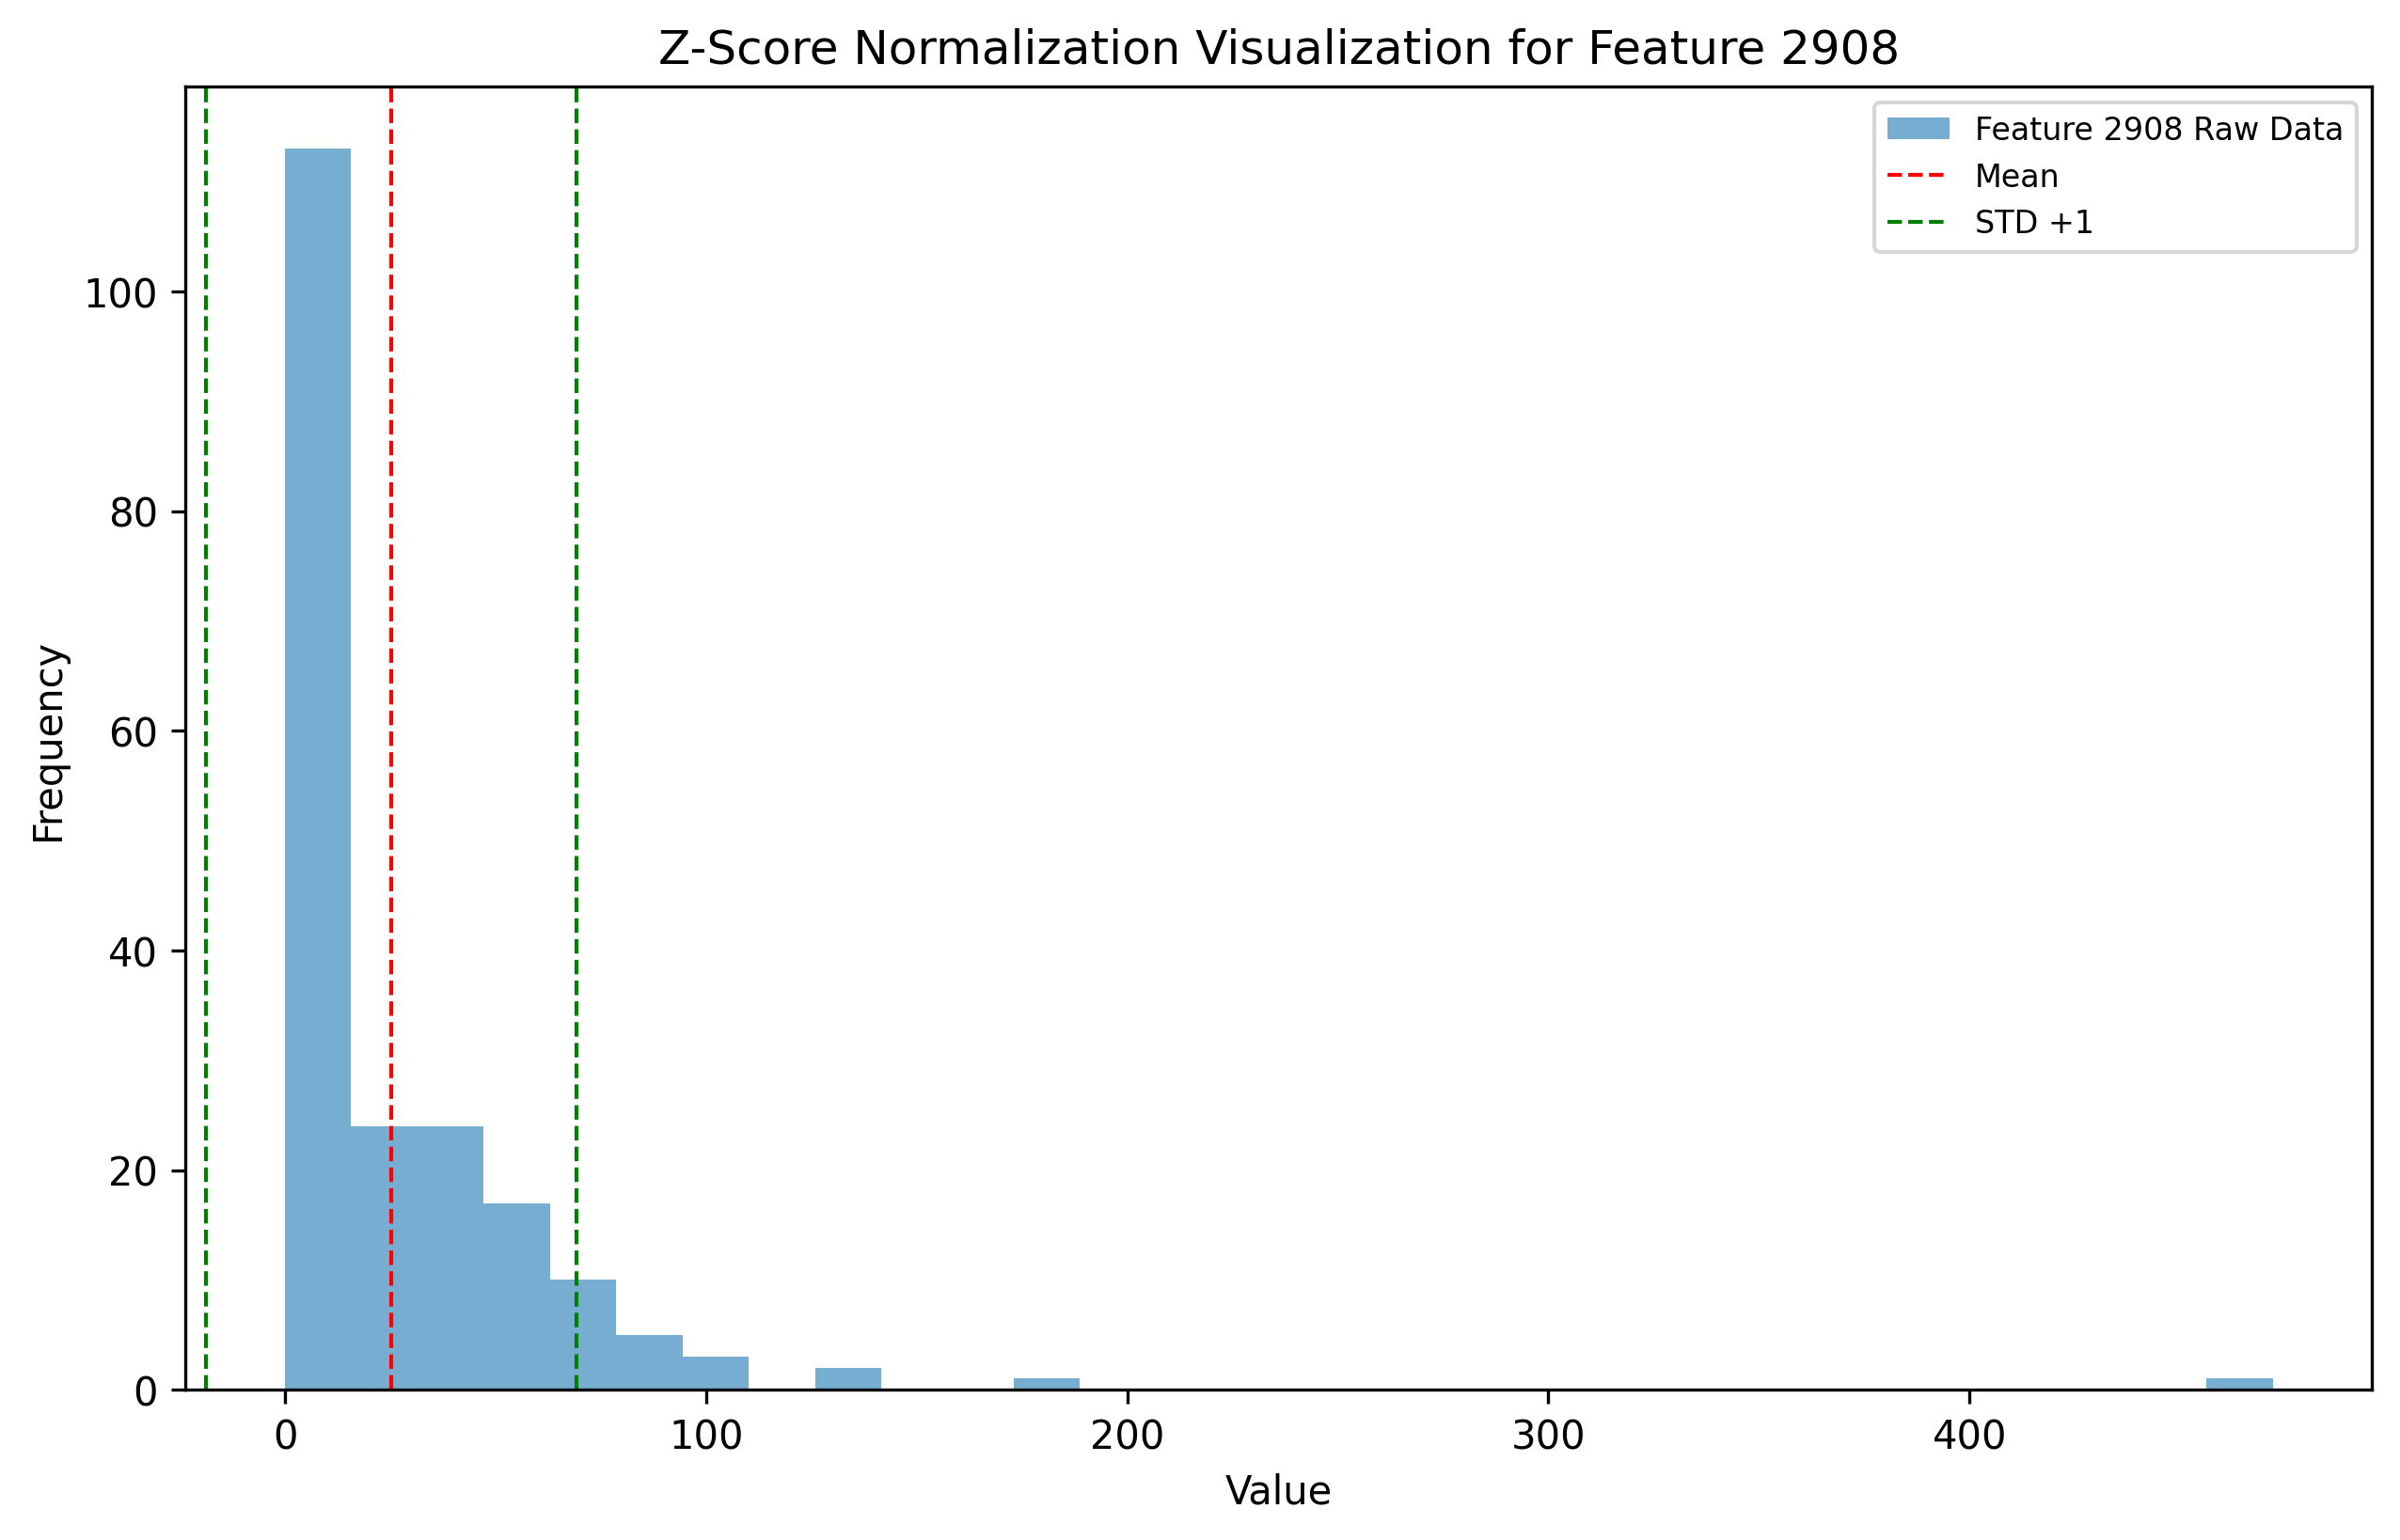 Z-Score Normalization Visualization for Feature 2908
Feature 2908 Raw Data
Mean
STD +1
100
80
60
40
20
0
Frequency
0 100 200 300 400
Value